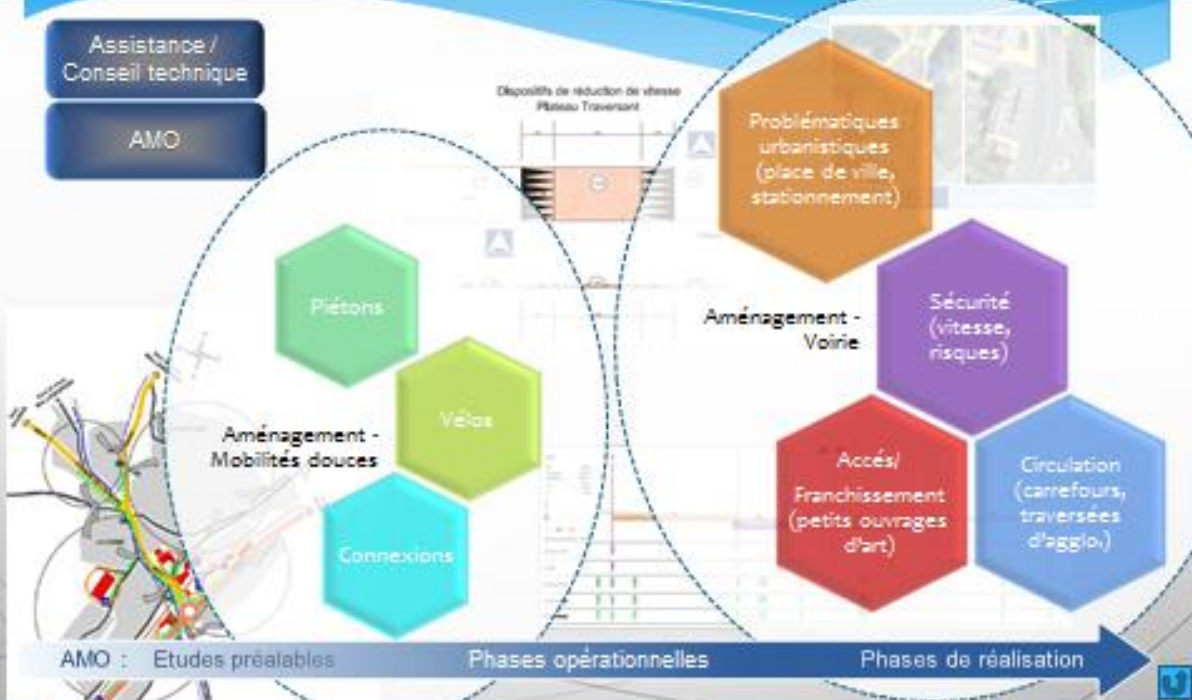 Assistance /
Conseil technique
AMO
Dispositifs de réduction de vitesse
Plateau Traversant
Problématiques
urbanistiques
(place de ville,
stationnement)
Piétons
Vélos
Aménagement -
Mobilités douces
Connexions
Aménagement -
Voirie
Sécurité
(vitesse,
risques)
Accés/
Franchissement
(petits ouvrages
d'art)
Circulation
(carrefours,
traversées
d'agglo.)
AMO : Etudes préalables
Phases opérationnelles
Phases de réalisation